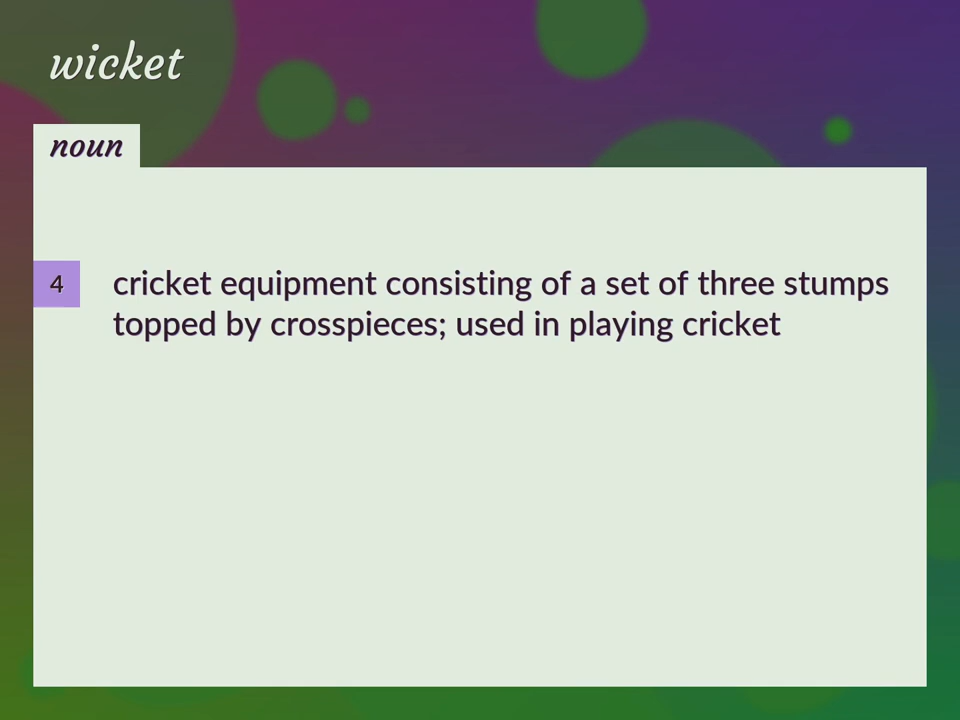 wicket
noun
4
cricket equipment consisting of a set of three stumps
topped by crosspieces; used in playing cricket